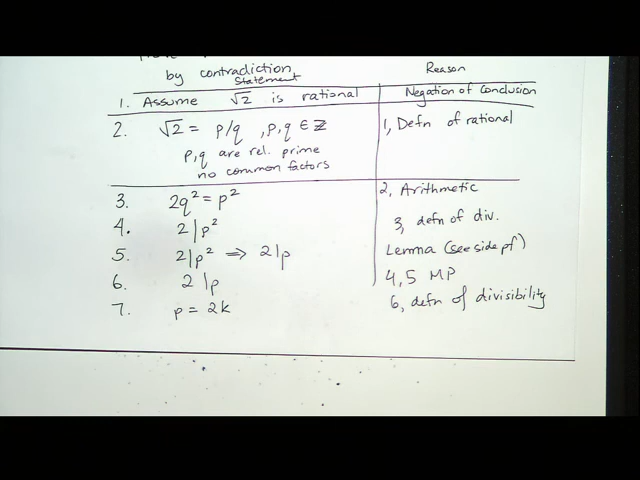 by contradiction
Statement Reason
1. Assume √2 is rational Negation of Conclusion
2. √2 = p/q , p,q ∈ ℤ 1, Defn of rational
p,q are rel. prime
no common factors
3. 2q² = p² 2, Arithmetic
4. 2|p² 3, defn of div.
5. 2|p² ⟹ 2|p Lemma (see side pf)
6. 2|p 4,5 MP
7. p = 2k 6, defn of divisibility